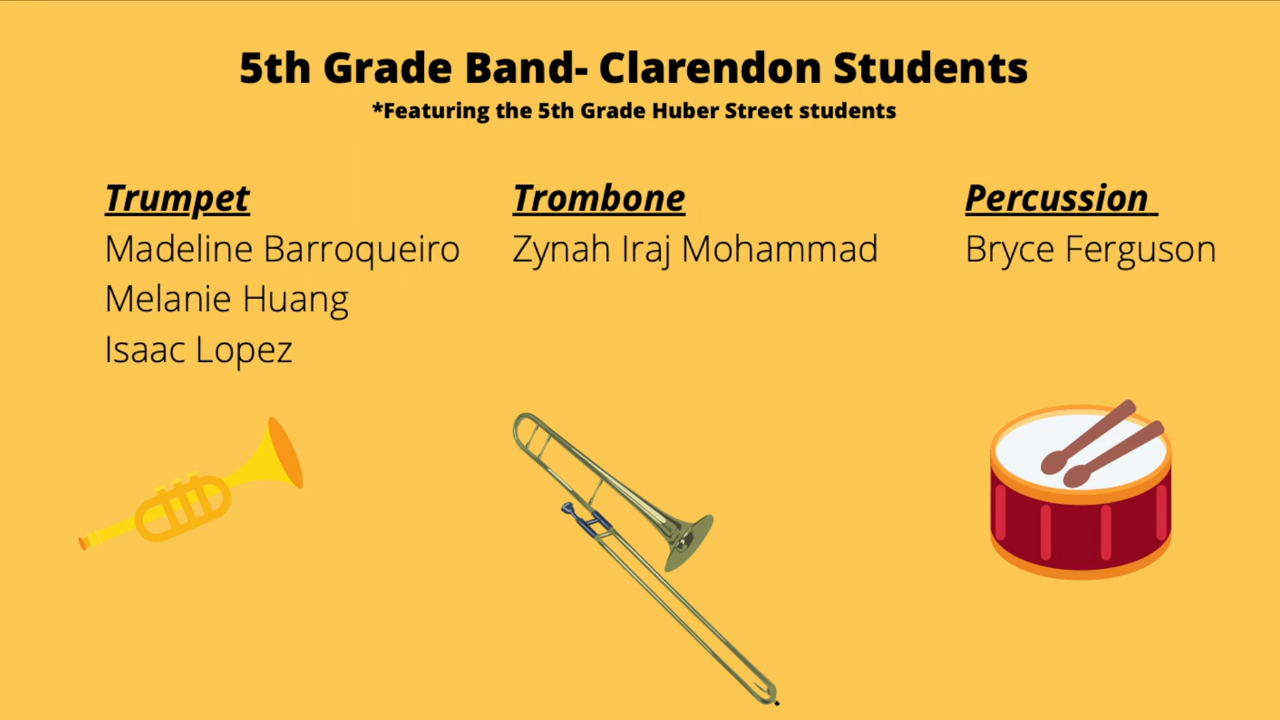 5th Grade Band- Clarendon Students
*Featuring the 5th Grade Huber Street students
Trumpet
Madeline Barroqueiro
Melanie Huang
Isaac Lopez
Trombone
Zynah Iraj Mohammad
Percussion
Bryce Ferguson